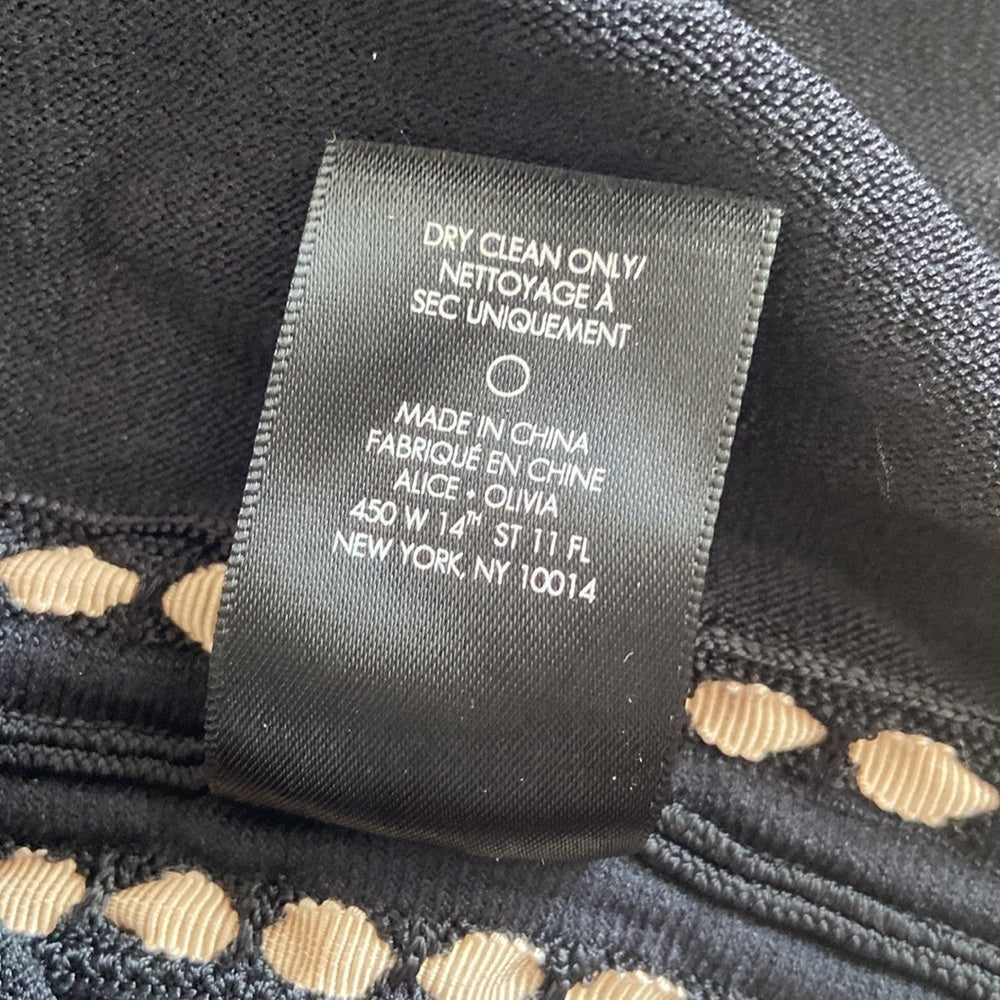 DRY CLEAN ONLY/
NETTOYAGE À
SEC UNIQUEMENT
MADE IN CHINA
FABRIQUÉ EN CHINE
ALICE • OLIVIA
450 W 14TH ST 11 FL
NEW YORK, NY 10014